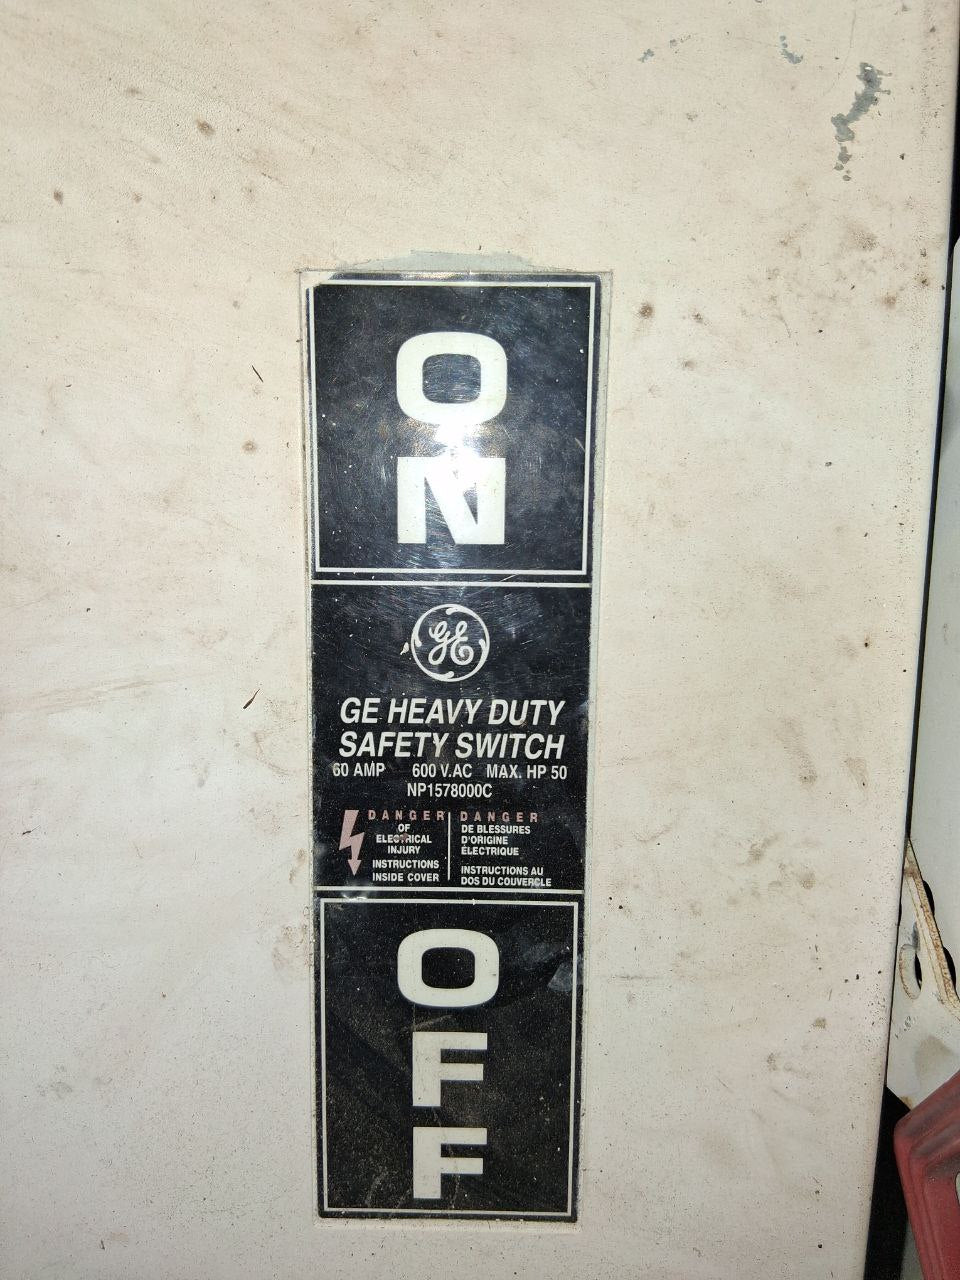 ON
GE
GE HEAVY DUTY
SAFETY SWITCH
60 AMP 600 V.AC MAX. HP 50
NP1578000C
DANGER
OF
ELECTRICAL
INJURY
INSTRUCTIONS
INSIDE COVER
DANGER
DE BLESSURES
D'ORIGINE
ÉLECTRIQUE
INSTRUCTIONS AU
DOS DU COUVERCLE
OFF